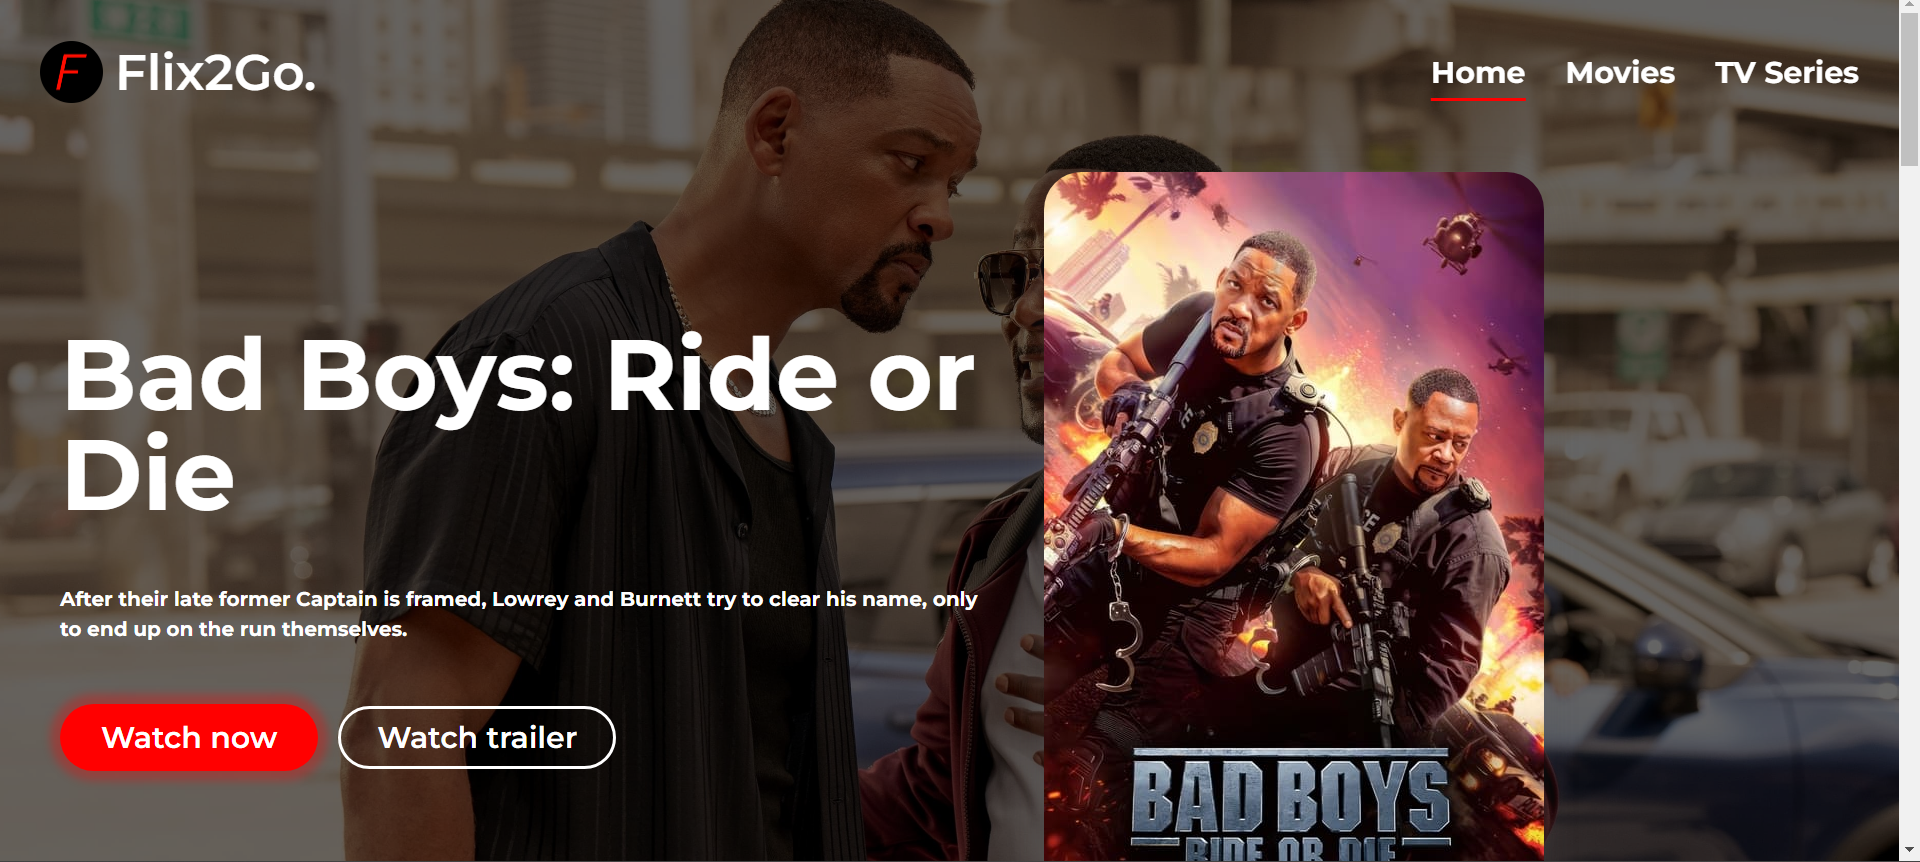 F Flix2Go.
Home Movies TV Series
Bad Boys: Ride or
Die
After their late former Captain is framed, Lowrey and Burnett try to clear his name, only
to end up on the run themselves.
Watch now Watch trailer
BAD BOYS
RIDE OR DIE